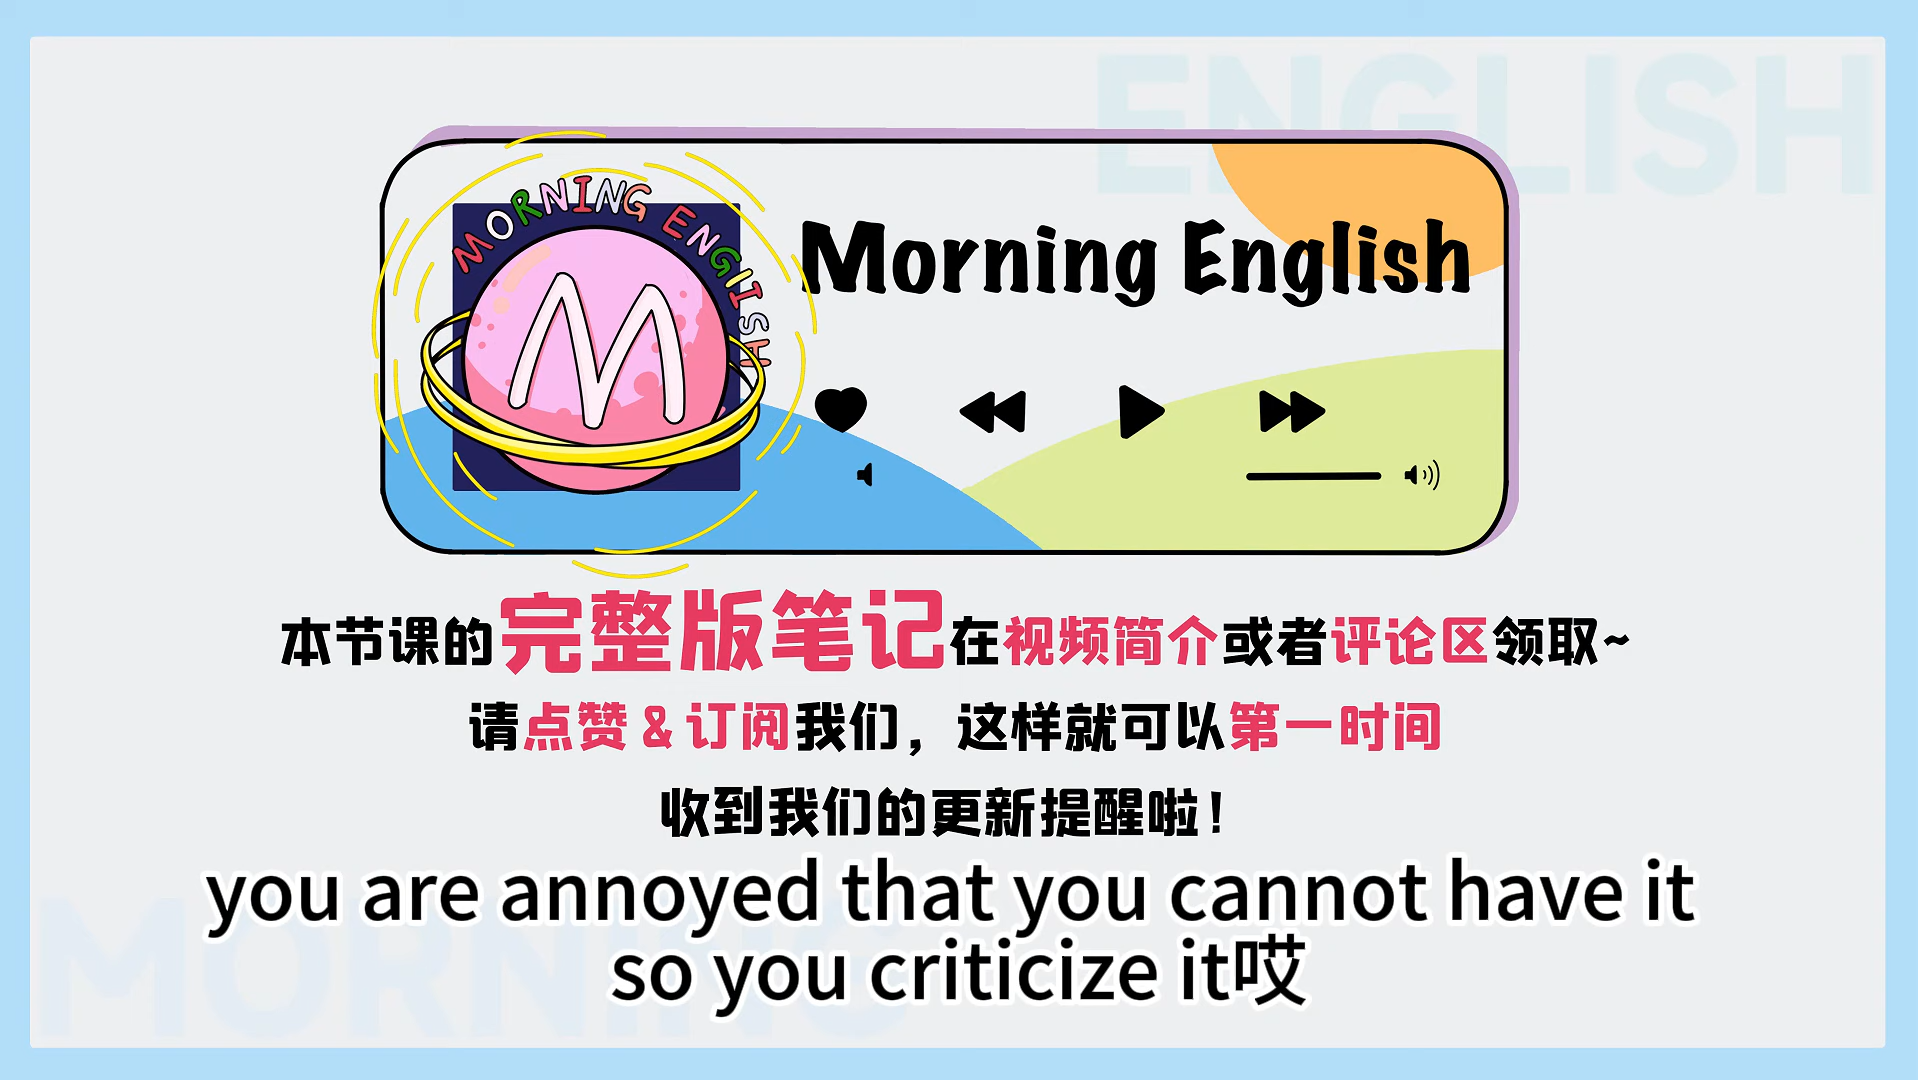 ENGLISH
MORNING ENGLISH
M
Morning English
本节课的完整版笔记在视频简介或者评论区领取~
请点赞&订阅我们，这样就可以第一时间
收到我们的更新提醒啦！
you are annoyed that you cannot have it
so you criticize it哎
MORNING